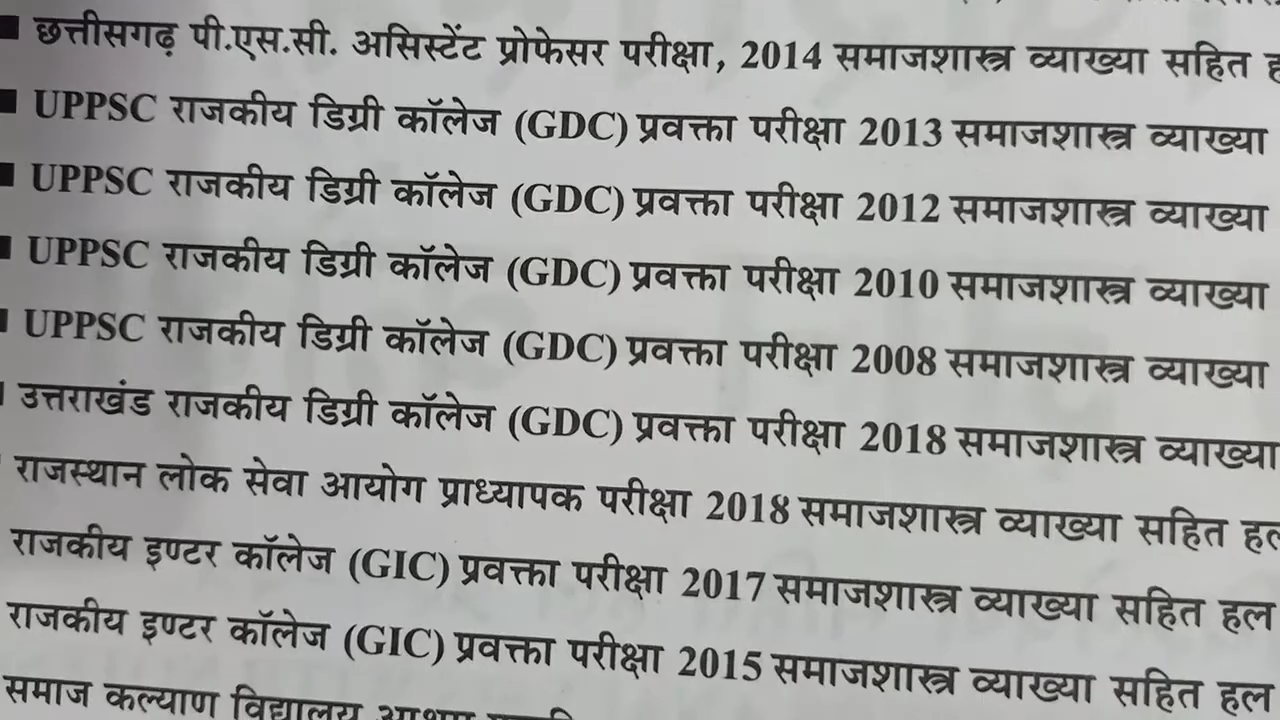 छत्तीसगढ़ पी.एस.सी. असिस्टेंट प्रोफेसर परीक्षा, 2014 समाजशास्त्र व्याख्या सहित
UPPSC राजकीय डिग्री कॉलेज (GDC) प्रवक्ता परीक्षा 2013 समाजशास्त्र व्याख्या
UPPSC राजकीय डिग्री कॉलेज (GDC) प्रवक्ता परीक्षा 2012 समाजशास्त्र व्याख्या
UPPSC राजकीय डिग्री कॉलेज (GDC) प्रवक्ता परीक्षा 2010 समाजशास्त्र व्याख्या
UPPSC राजकीय डिग्री कॉलेज (GDC) प्रवक्ता परीक्षा 2008 समाजशास्त्र व्याख्या
उत्तराखंड राजकीय डिग्री कॉलेज (GDC) प्रवक्ता परीक्षा 2018 समाजशास्त्र व्याख्या
राजस्थान लोक सेवा आयोग प्राध्यापक परीक्षा 2018 समाजशास्त्र व्याख्या सहित
राजकीय इण्टर कॉलेज (GIC) प्रवक्ता परीक्षा 2017 समाजशास्त्र व्याख्या सहित हल
राजकीय इण्टर कॉलेज (GIC) प्रवक्ता परीक्षा 2015 समाजशास्त्र व्याख्या सहित हल
समाज कल्याण विद्यालय